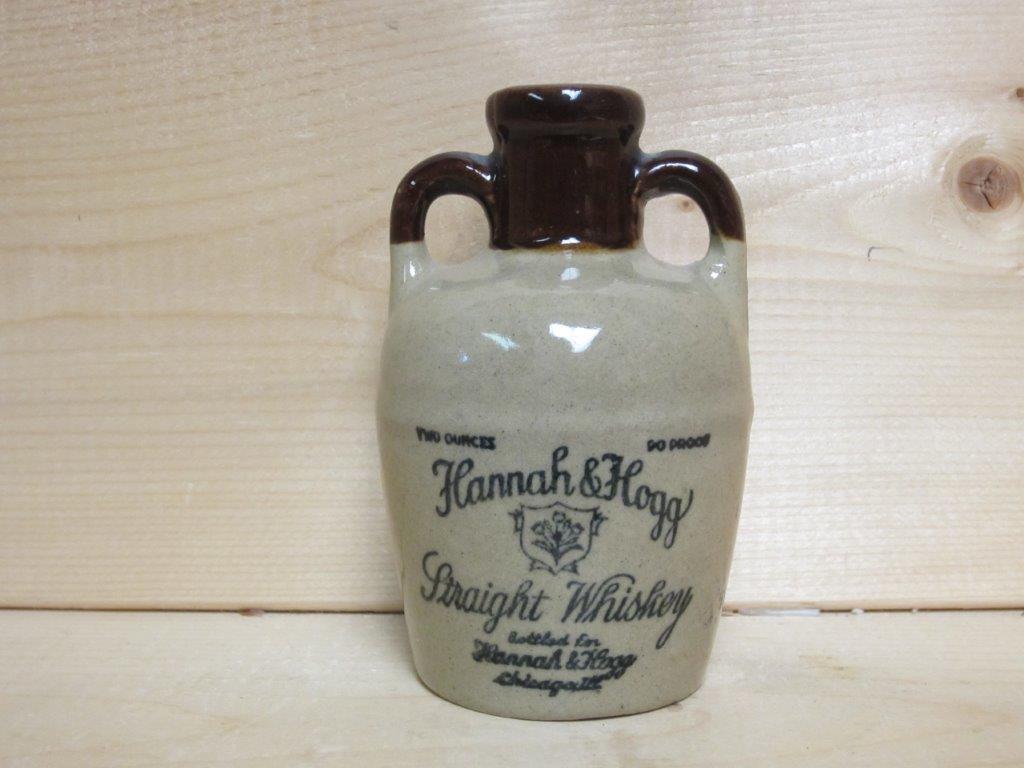 TWO OUNCES 90 PROOF
Hannah & Hogg
Straight Whiskey
Bottled For
Hannah & Hogg
Chicago, Ill.